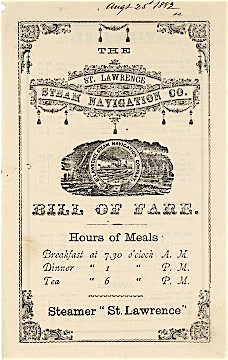 Augt 25th 1882
THE
ST. LAWRENCE
STEAM NAVIGATION CO.
BILL OF FARE.
Hours of Meals
Breakfast at 7.30 o'clock A. M.
Dinner " 1 " P. M.
Tea " 6 " P. M.
Steamer "St. Lawrence"